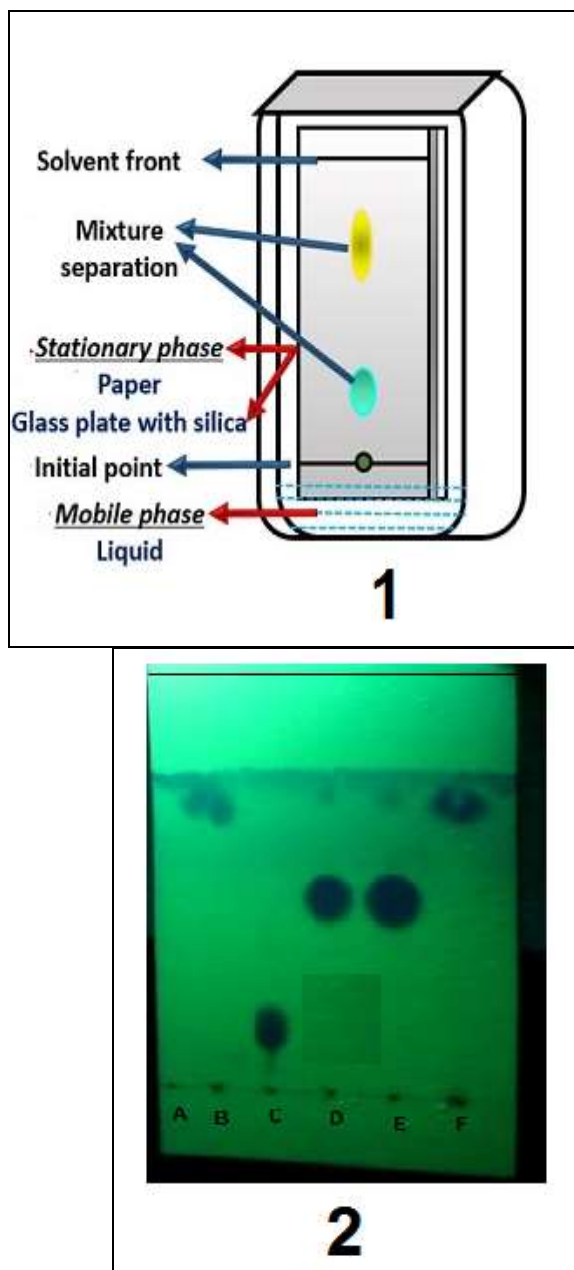 Solvent front
Mixture
separation
Stationary phase
Paper
Glass plate with silica
Initial point
Mobile phase
Liquid
1
A B C D E F
2